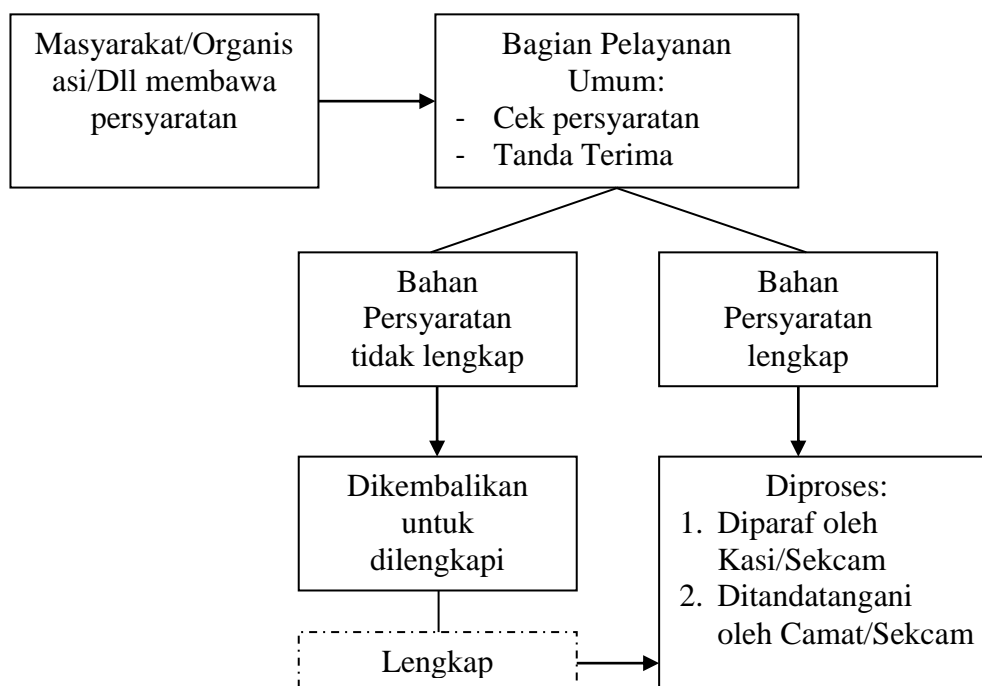 Masyarakat/Organis
asi/Dll membawa
persyaratan
Bagian Pelayanan
Umum:
- Cek persyaratan
- Tanda Terima
Bahan
Persyaratan
tidak lengkap
Bahan
Persyaratan
lengkap
Dikembalikan
untuk
dilengkapi
Diproses:
1. Diparaf oleh
Kasi/Sekcam
2. Ditandatangani
oleh Camat/Sekcam
Lengkap